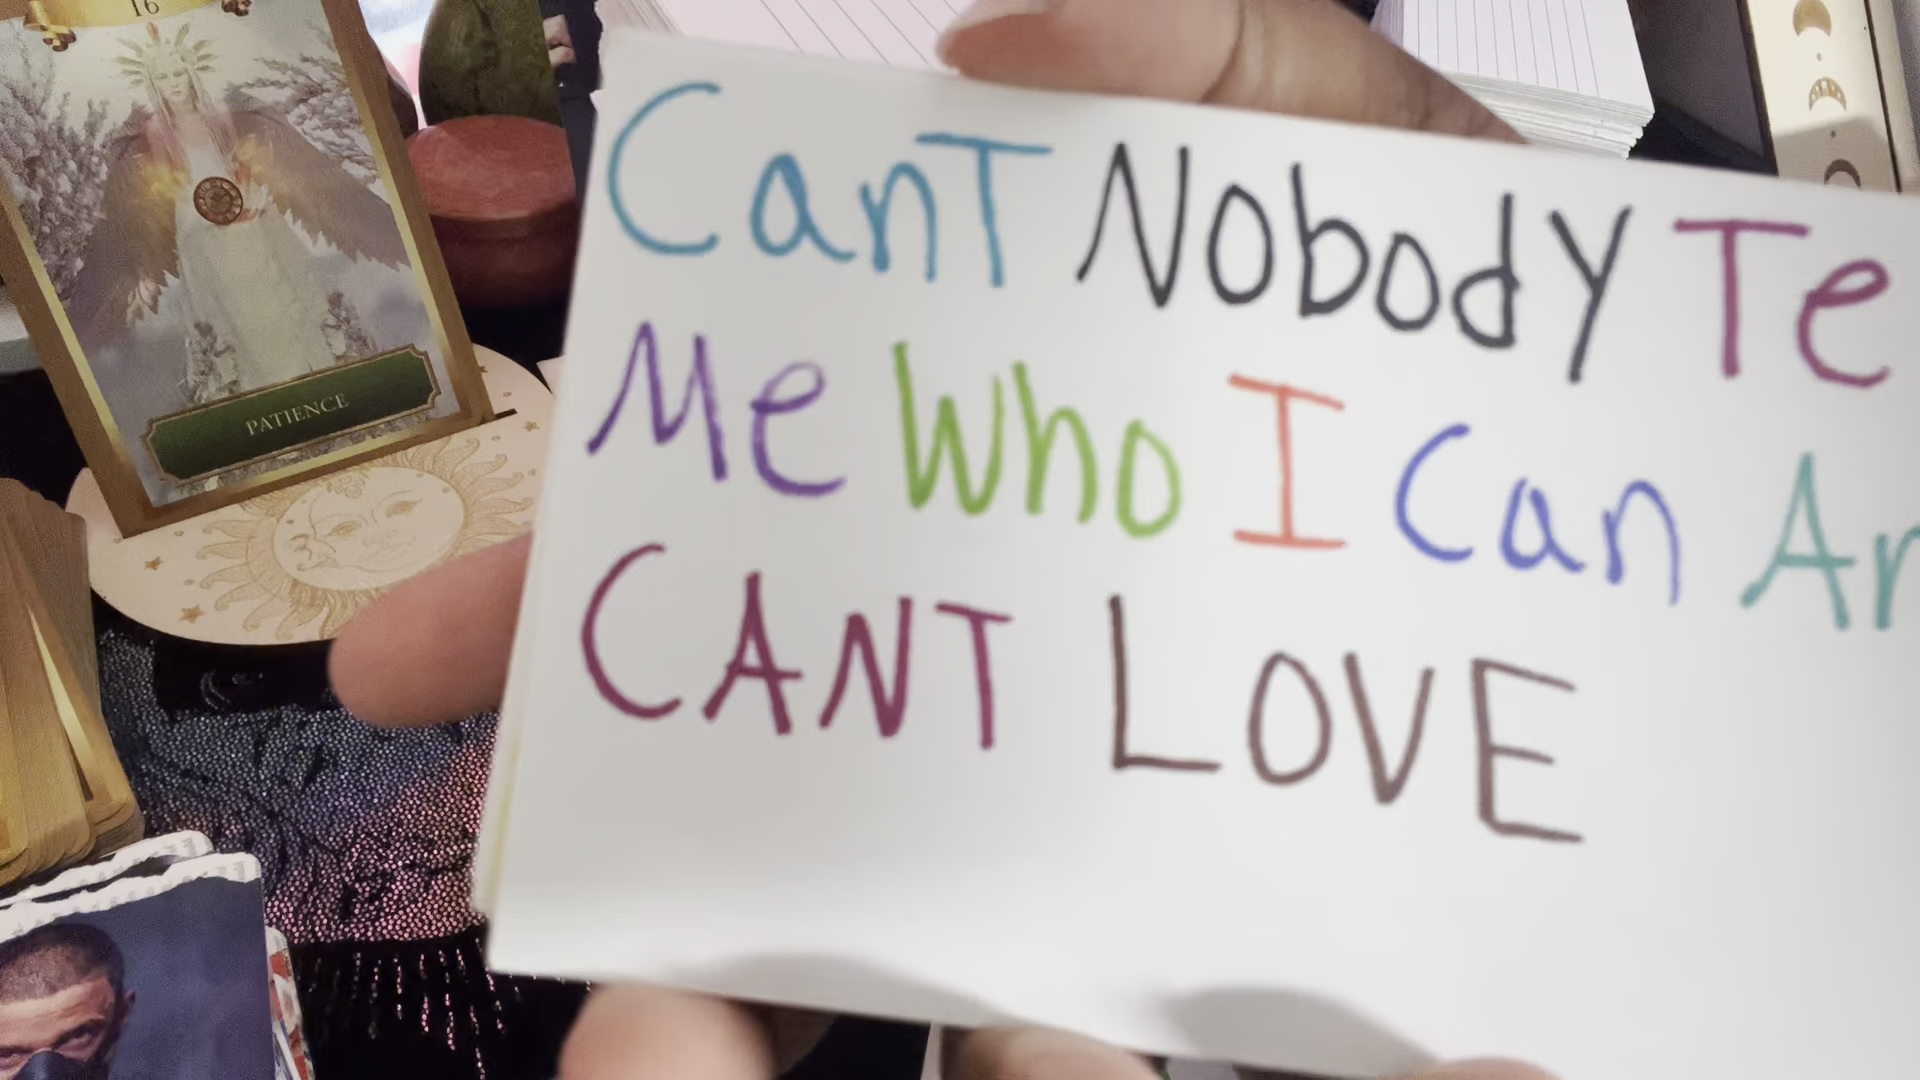 16
PATIENCE
CanT NobodY Te
Me Who I Can
CANT LOVE